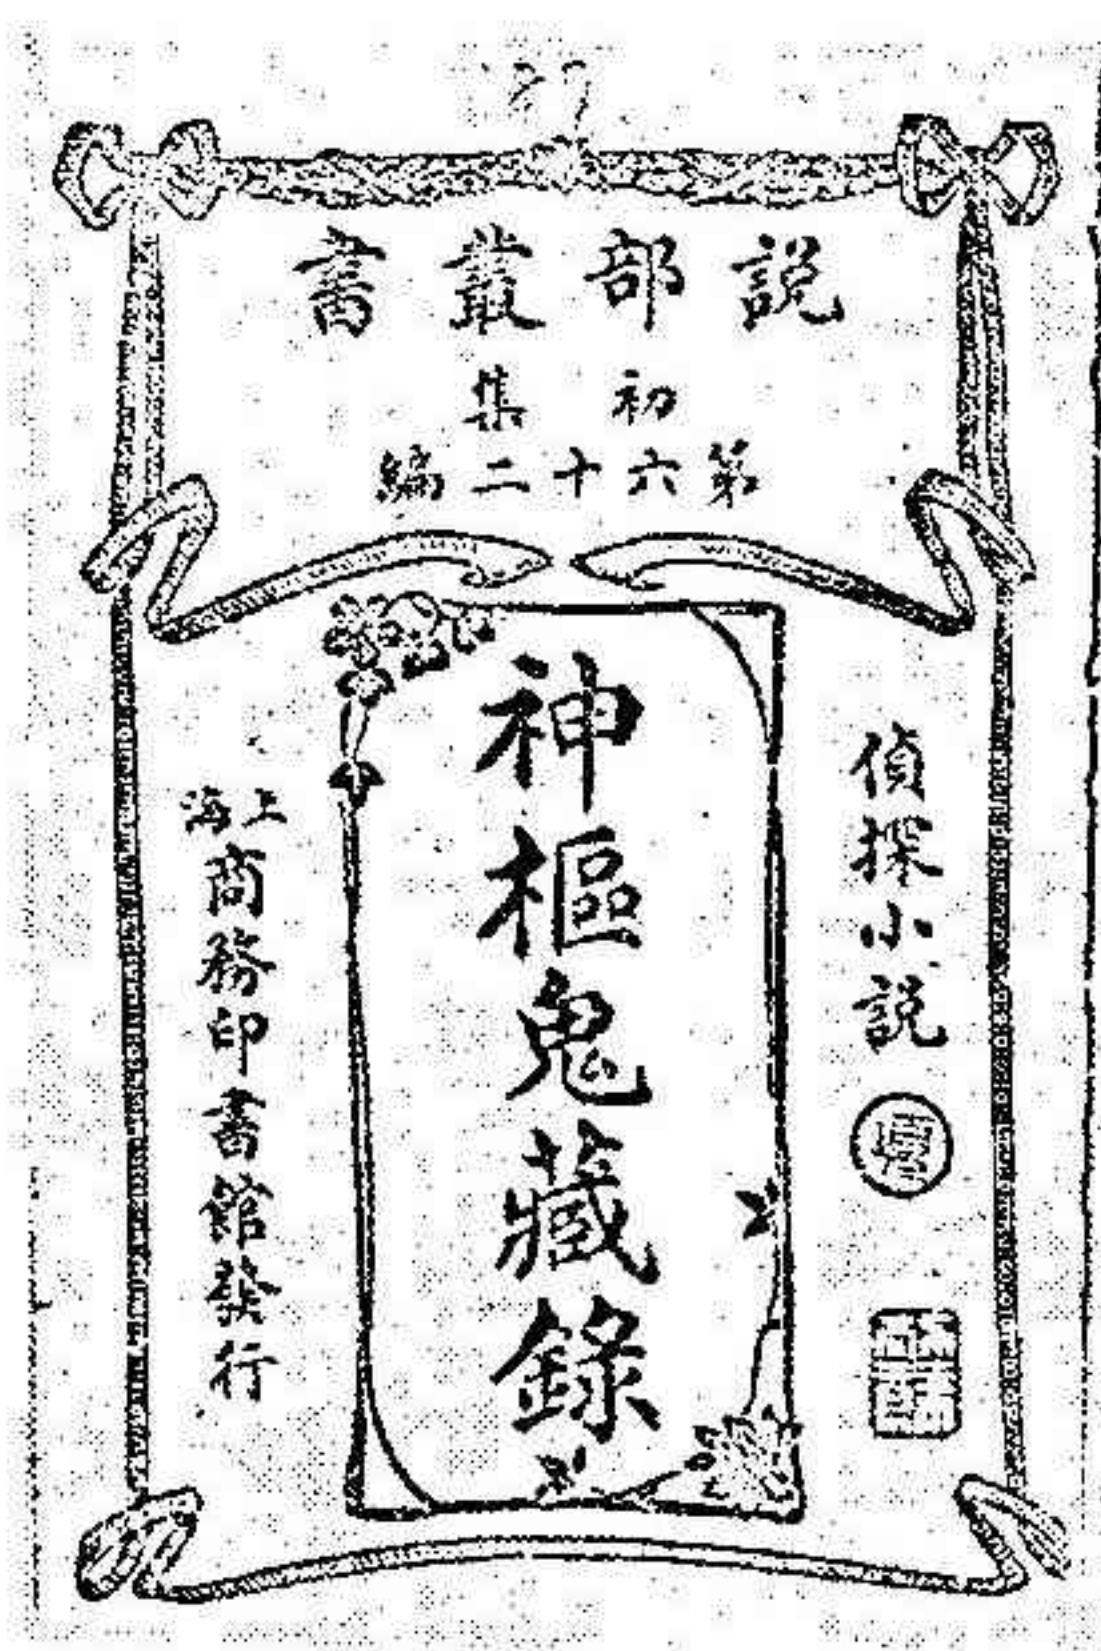 說部叢書
初集
第六十二編
偵探小說
神樞鬼藏錄
上海商務印書館發行